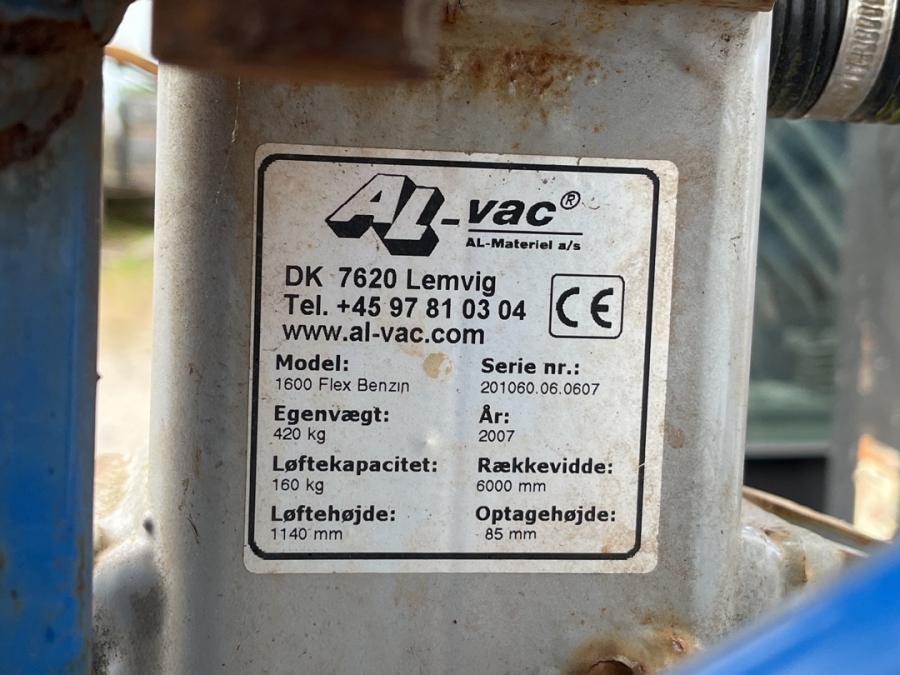 AL-vac®
AL-Materiel a/s
DK 7620 Lemvig
Tel. +45 97 81 03 04
www.al-vac.com
CE
Model: Serie nr.:
1600 Flex Benzin 201060.06.0607
Egenvægt: År:
420 kg 2007
Løftekapacitet: Rækkevidde:
160 kg 6000 mm
Løftehøjde: Optagehøjde:
1140 mm 85 mm